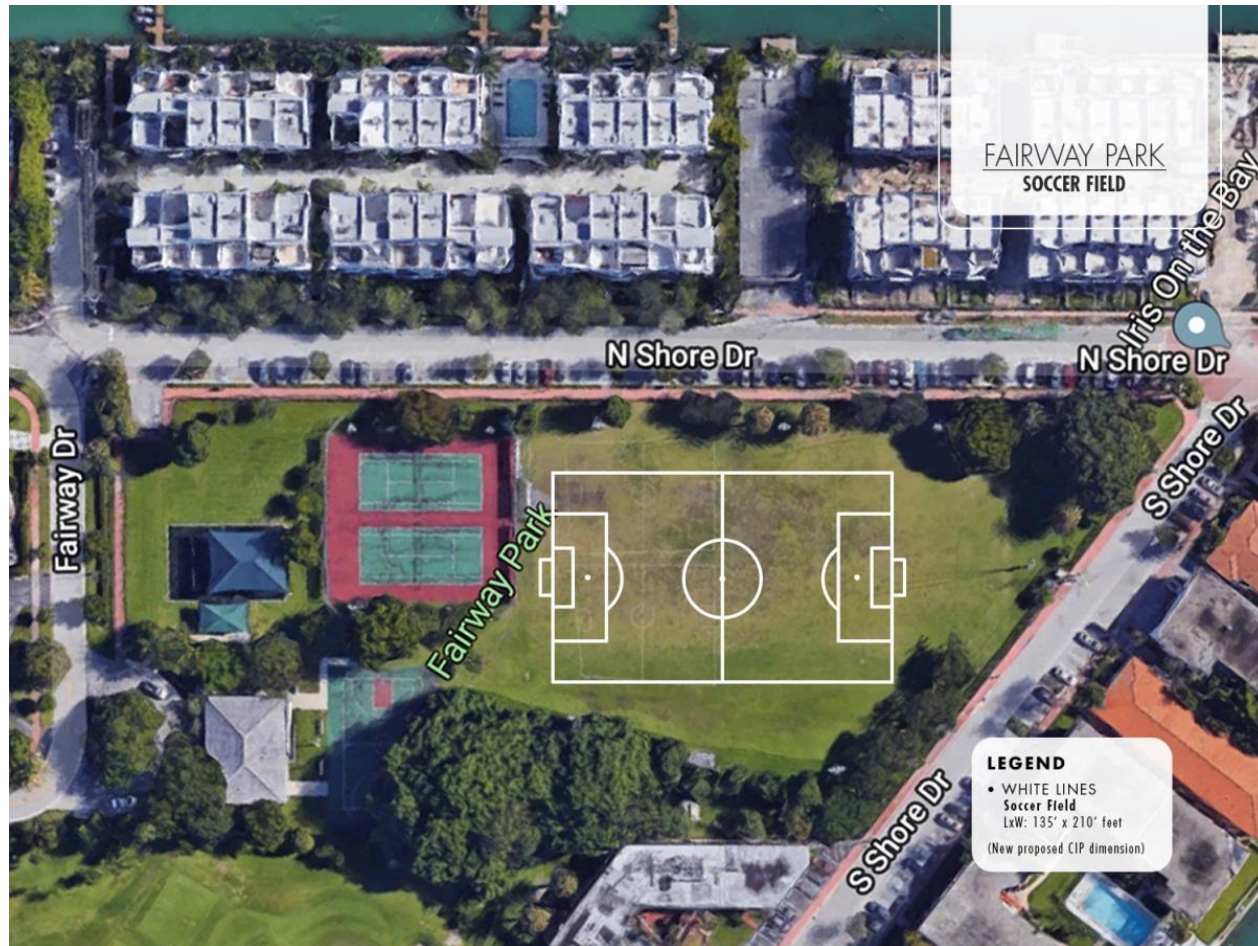 FAIRWAY PARK
SOCCER FIELD
Iris On the Bay
N Shore Dr
N Shore Dr
S Shore Dr
Fairway Dr
Fairway Park
S Shore Dr
LEGEND
• WHITE LINES
Soccer Field
LxW: 135' x 210' feet
(New proposed CIP dimension)